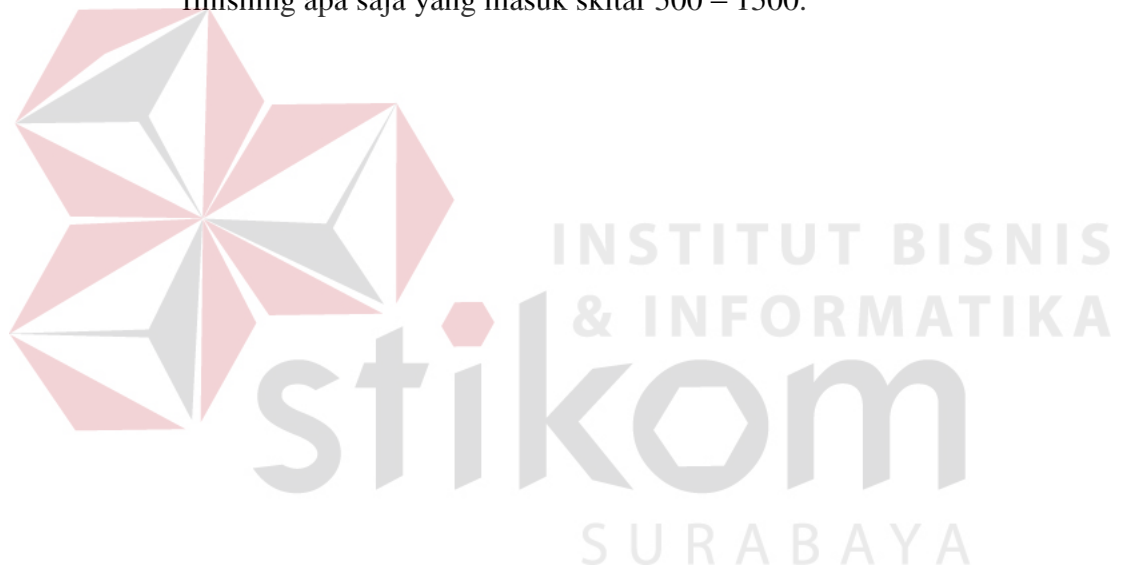 finishing apa saja yang masuk skitar 500 – 1500.
INSTITUT BISNIS
& INFORMATIKA
stikom
SURABAYA